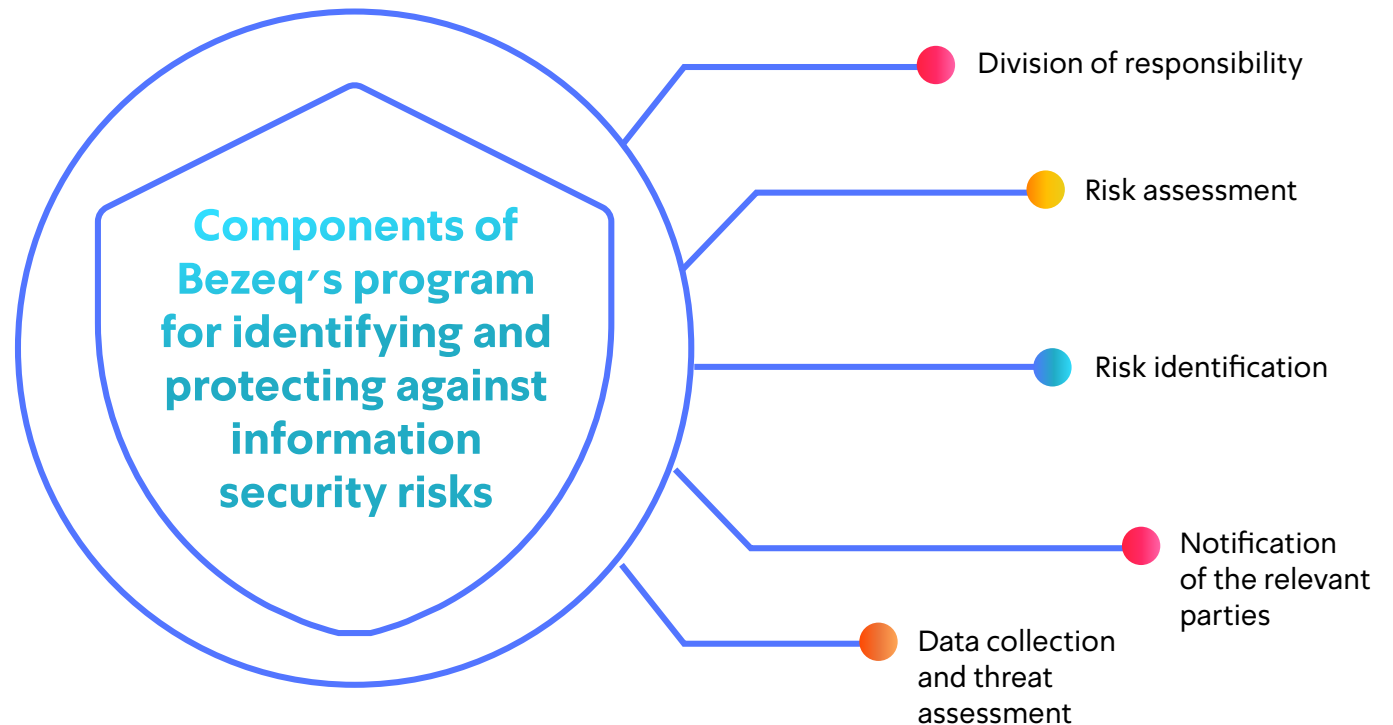 Components of
Bezeq′s program
for identifying and
protecting against
information
security risks
Division of responsibility
Risk assessment
Risk identification
Notification
of the relevant
parties
Data collection
and threat
assessment